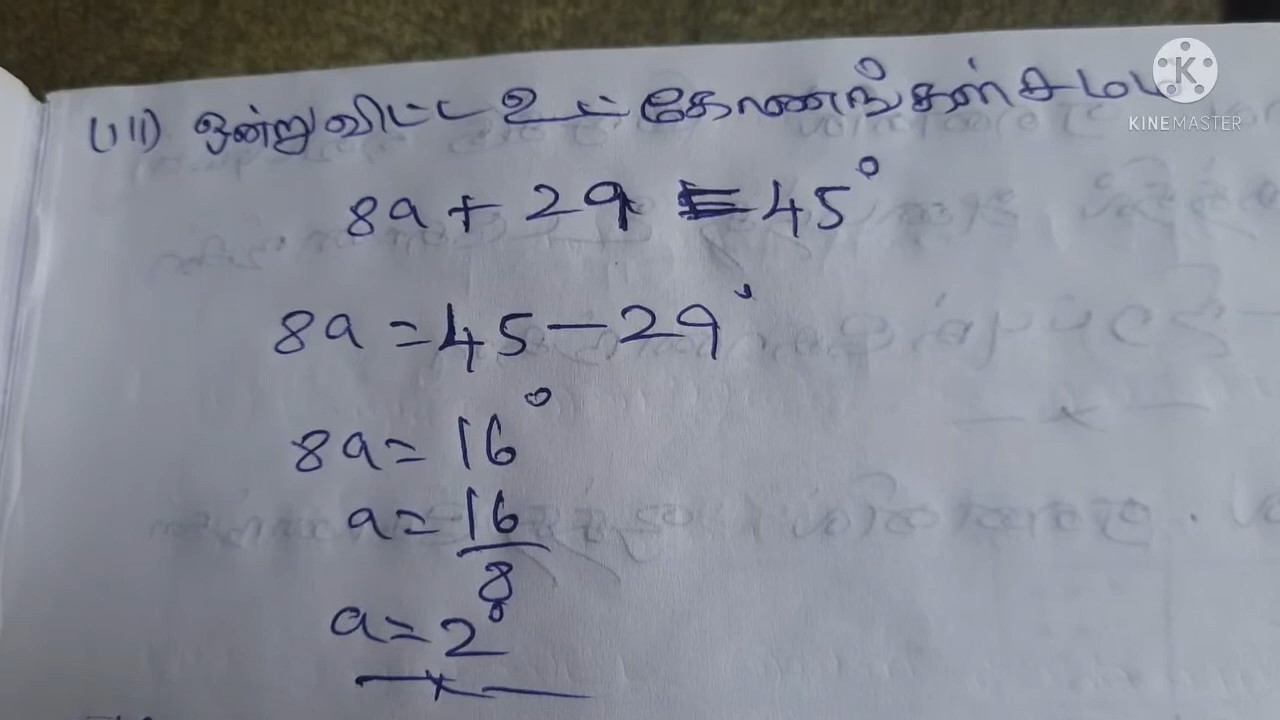 (iii) ஒன்றுவிட்ட உட் கோணங்கள் சமம்
8a + 29 = 45°
8a = 45 - 29°
8a = 16°
a = 16/8
a = 2°
KINEMASTER